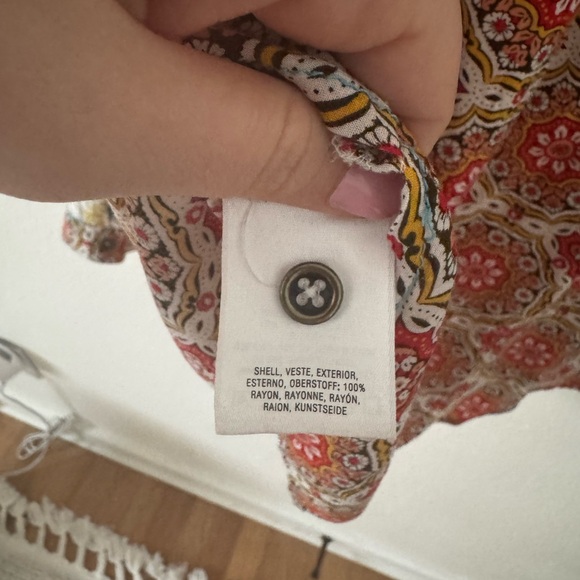 SHELL, VESTE, EXTERIOR,
ESTERNO, OBERSTOFF: 100%
RAYON, RAYONNE, RAYÓN,
RAION, KUNSTSEIDE